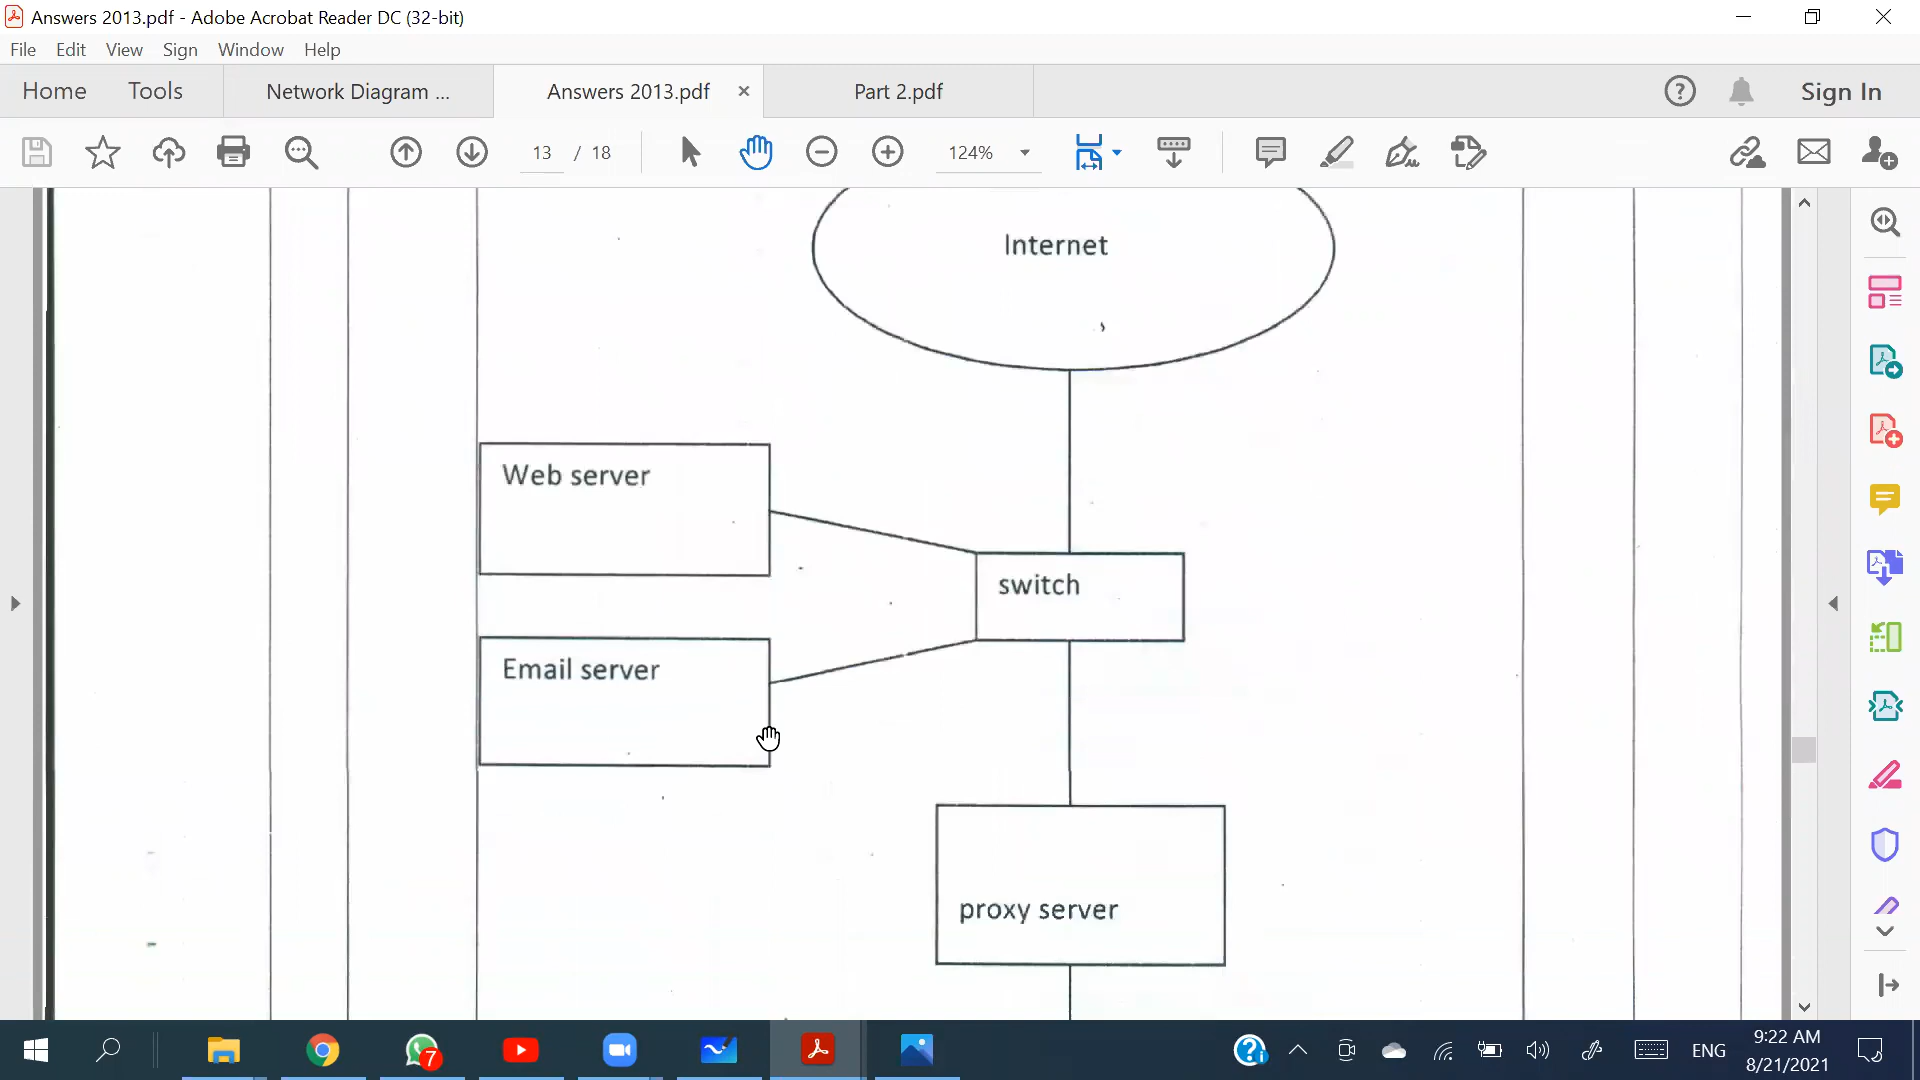 Answers 2013.pdf - Adobe Acrobat Reader DC (32-bit)
File Edit View Sign Window Help
Home Tools Network Diagram ... Answers 2013.pdf × Part 2.pdf Sign In
13 / 18 124%
Internet
Web server
switch
Email server
proxy server
7
ENG
9:22 AM
8/21/2021